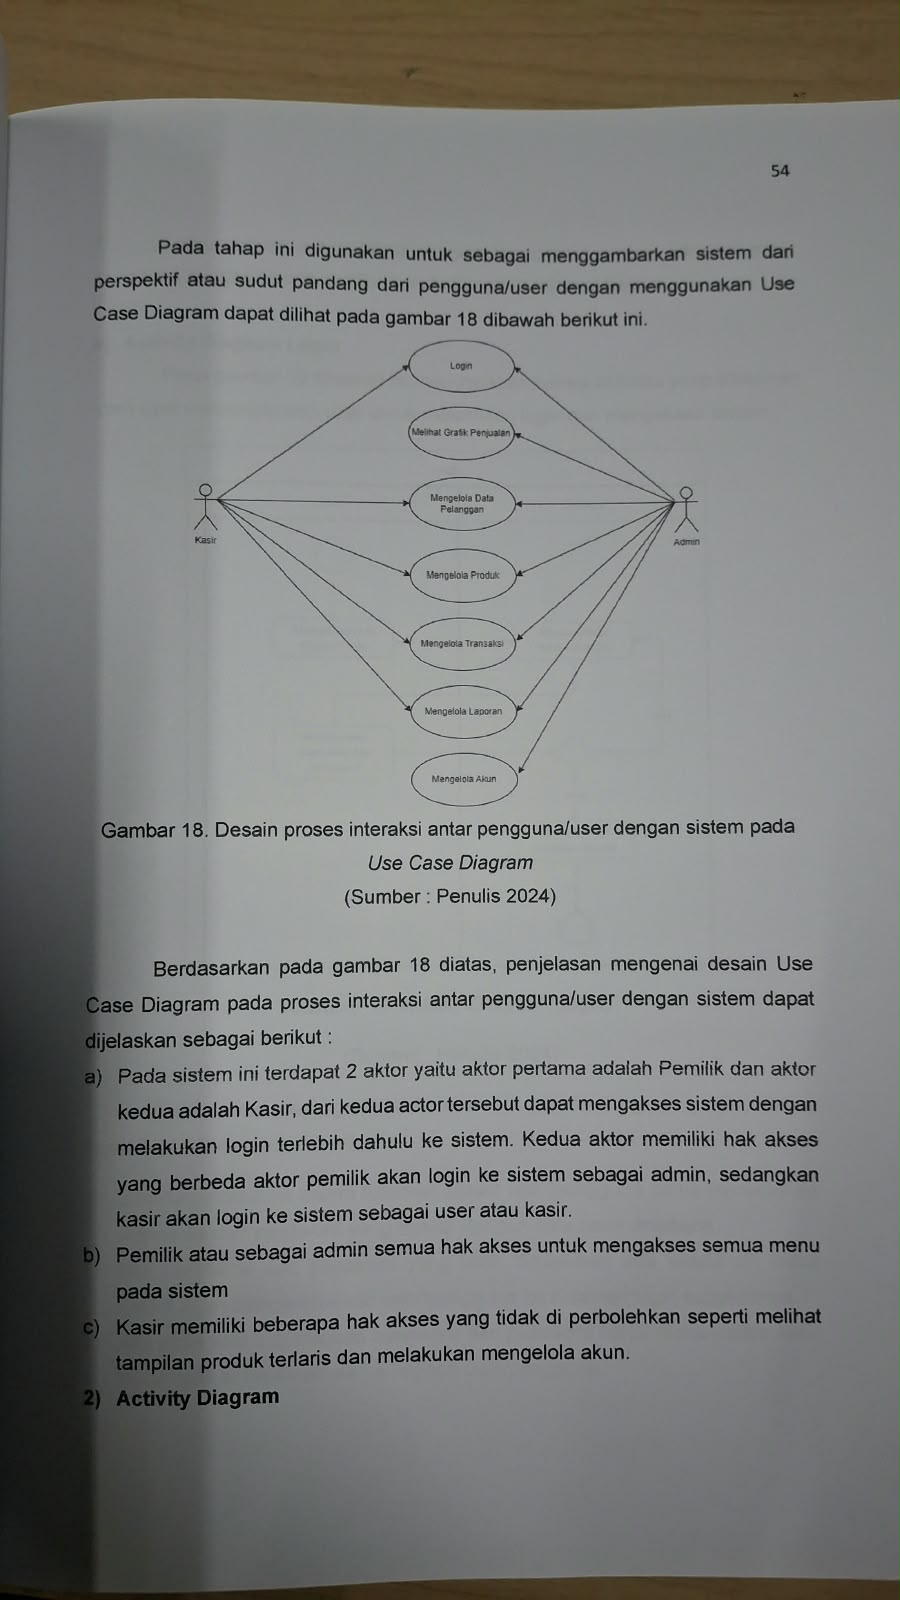 54
Pada tahap ini digunakan untuk sebagai menggambarkan sistem dari
perspektif atau sudut pandang dari pengguna/user dengan menggunakan Use
Case Diagram dapat dilihat pada gambar 18 dibawah berikut ini.
Login
Melihat Grafik Penjualan
Mengelola Data
Pelanggan
Kasir
Admin
Mengelola Produk
Mengelola Transaksi
Mengelola Laporan
Mengelola Akun
Gambar 18. Desain proses interaksi antar pengguna/user dengan sistem pada
Use Case Diagram
(Sumber : Penulis 2024)
Berdasarkan pada gambar 18 diatas, penjelasan mengenai desain Use
Case Diagram pada proses interaksi antar pengguna/user dengan sistem dapat
dijelaskan sebagai berikut :
a) Pada sistem ini terdapat 2 aktor yaitu aktor pertama adalah Pemilik dan aktor
kedua adalah Kasir, dari kedua actor tersebut dapat mengakses sistem dengan
melakukan login terlebih dahulu ke sistem. Kedua aktor memiliki hak akses
yang berbeda aktor pemilik akan login ke sistem sebagai admin, sedangkan
kasir akan login ke sistem sebagai user atau kasir.
b) Pemilik atau sebagai admin semua hak akses untuk mengakses semua menu
pada sistem
c) Kasir memiliki beberapa hak akses yang tidak di perbolehkan seperti melihat
tampilan produk terlaris dan melakukan mengelola akun.
2) Activity Diagram